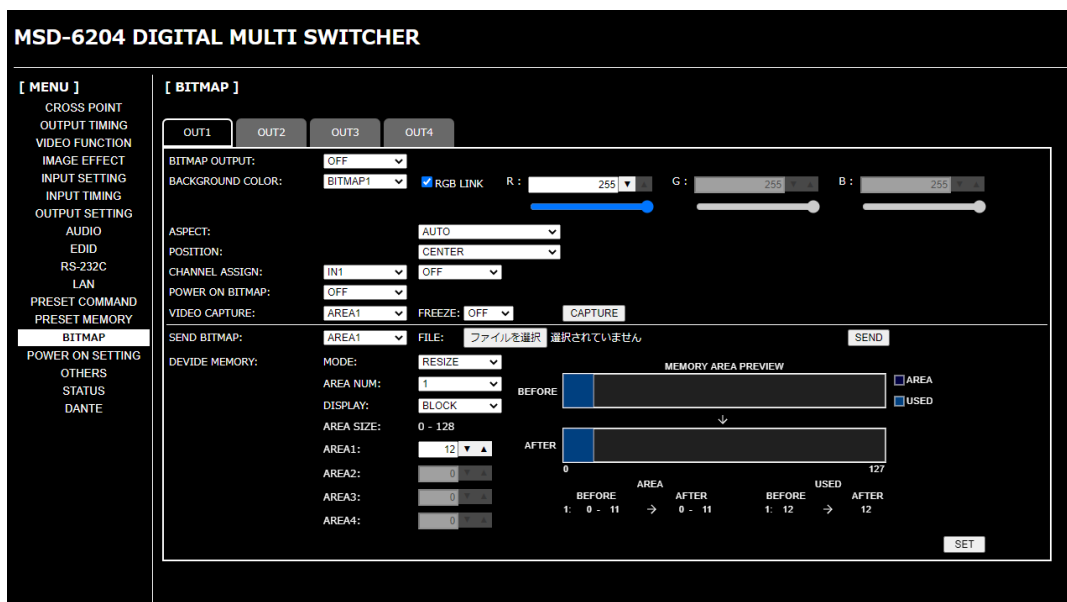 MSD-6204 DIGITAL MULTI SWITCHER
[ MENU ]
CROSS POINT
OUTPUT TIMING
VIDEO FUNCTION
IMAGE EFFECT
INPUT SETTING
INPUT TIMING
OUTPUT SETTING
AUDIO
EDID
RS-232C
LAN
PRESET COMMAND
PRESET MEMORY
BITMAP
POWER ON SETTING
OTHERS
STATUS
DANTE
[ BITMAP ]
OUT1 OUT2 OUT3 OUT4
BITMAP OUTPUT: OFF
BACKGROUND COLOR: BITMAP1 RGB LINK R : 255 G : 255 B : 255
ASPECT: AUTO
POSITION: CENTER
CHANNEL ASSIGN: IN1 OFF
POWER ON BITMAP: OFF
VIDEO CAPTURE: AREA1 FREEZE: OFF CAPTURE
SEND BITMAP: AREA1 FILE: ファイルを選択 選択されていません SEND
DEVIDE MEMORY: MODE: RESIZE
AREA NUM: 1
DISPLAY: BLOCK
AREA SIZE: 0 - 128
AREA1: 12
AREA2: 0
AREA3: 0
AREA4: 0
MEMORY AREA PREVIEW
BEFORE
AREA
USED
↓
AFTER
0 127
AREA USED
BEFORE AFTER BEFORE AFTER
1: 0 - 11 → 0 - 11 1: 12 → 12
SET